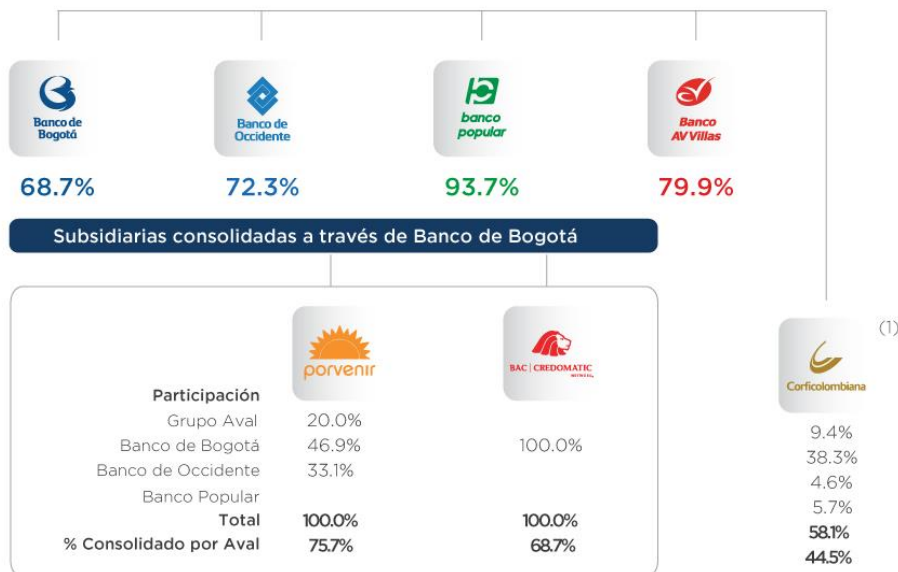 Banco de
Bogotá
Banco de
Occidente
banco
popular
Banco
AV Villas
68.7%
72.3%
93.7%
79.9%
Subsidiarias consolidadas a través de Banco de Bogotá
porvenir
BAC | CREDOMATIC
NETWORK
Corficolombiana
(1)
Participación
Grupo Aval 20.0% 9.4%
Banco de Bogotá 46.9% 100.0% 38.3%
Banco de Occidente 33.1% 4.6%
Banco Popular 5.7%
Total 100.0% 100.0% 58.1%
% Consolidado por Aval 75.7% 68.7% 44.5%